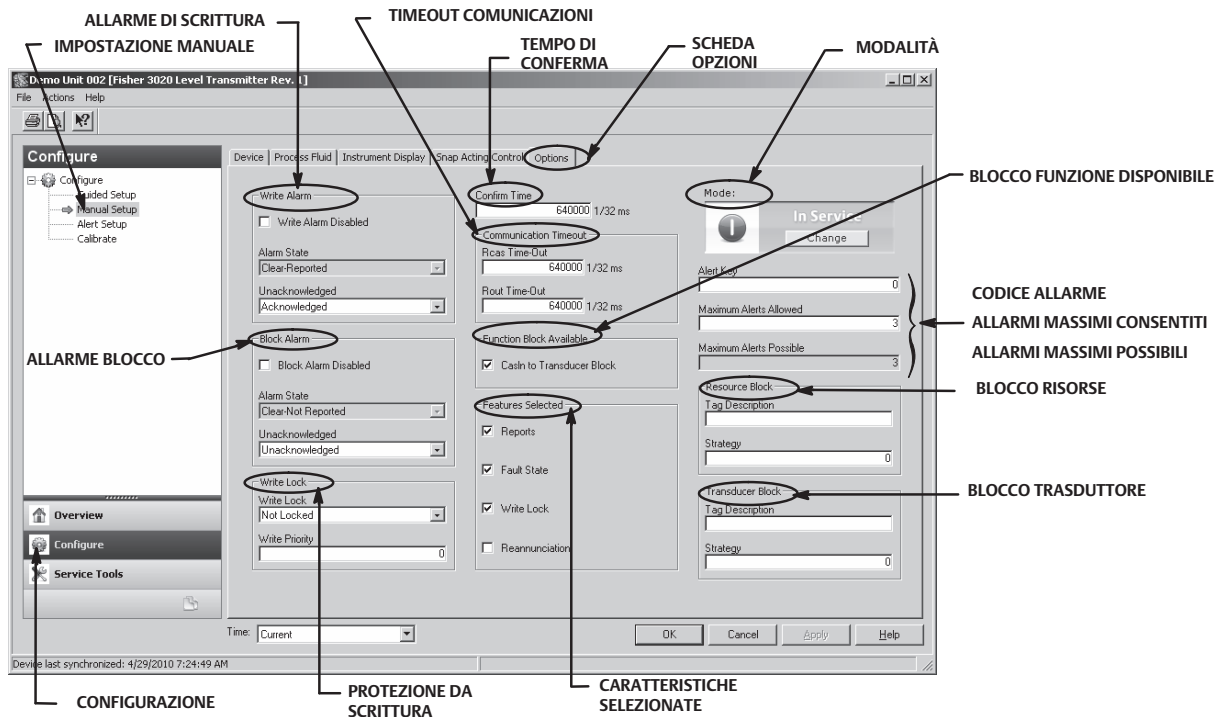 ALLARME DI SCRITTURA
TIMEOUT COMUNICAZIONI
IMPOSTAZIONE MANUALE
TEMPO DI
CONFERMA
SCHEDA
OPZIONI
MODALITÀ
Demo Unit 002 [Fisher 3020 Level Transmitter Rev. 1]
File Actions Help
Configure
Configure
Guided Setup
Manual Setup
Alert Setup
Calibrate
Device Process Fluid Instrument Display Snap Acting Control Options
Write Alarm
Write Alarm Disabled
Alarm State
Clear-Reported
Unacknowledged
Acknowledged
Block Alarm
Block Alarm Disabled
Alarm State
Clear-Not Reported
Unacknowledged
Unacknowledged
Write Lock
Write Lock
Not Locked
Write Priority
0
Confirm Time
640000 1/32 ms
Communication Timeout
Rcas Time-Out
640000 1/32 ms
Rout Time-Out
640000 1/32 ms
Function Block Available
CasIn to Transducer Block
Features Selected
Reports
Fault State
Write Lock
Reannunciation
Mode:
In Service
Change
Alert Key
0
Maximum Alerts Allowed
3
Maximum Alerts Possible
3
Resource Block
Tag Description
Strategy
0
Transducer Block
Tag Description
Strategy
0
BLOCCO FUNZIONE DISPONIBILE
CODICE ALLARME
ALLARMI MASSIMI CONSENTITI
ALLARMI MASSIMI POSSIBILI
BLOCCO RISORSE
BLOCCO TRASDUTTORE
ALLARME BLOCCO
Overview
Configure
Service Tools
Time: Current
OK Cancel Apply Help
Device last synchronized: 4/29/2010 7:24:49 AM
CONFIGURAZIONE
PROTEZIONE DA
SCRITTURA
CARATTERISTICHE
SELEZIONATE